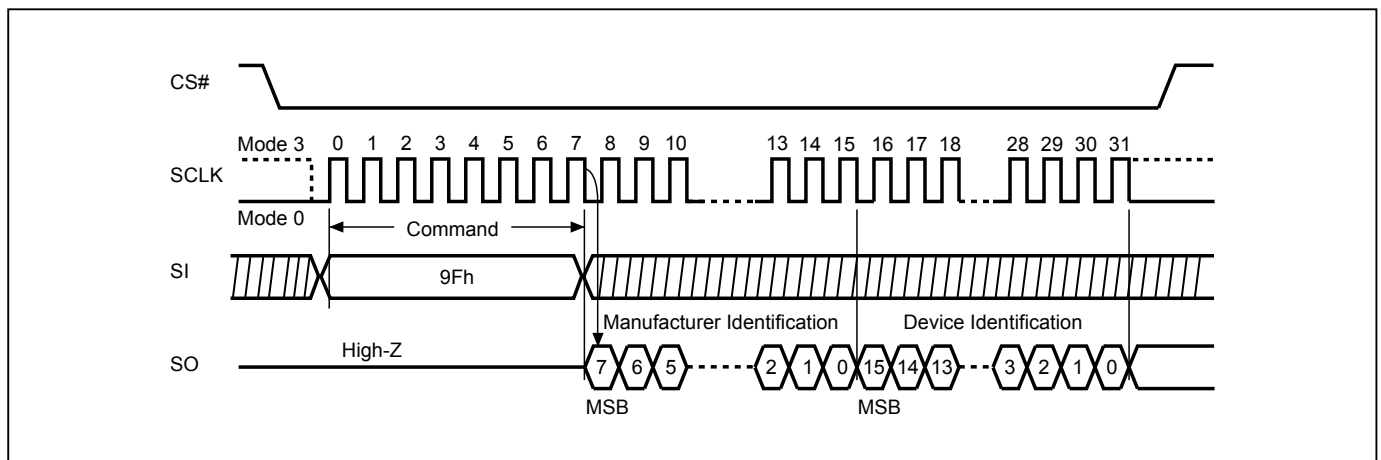 CS#
Mode 3 0 1 2 3 4 5 6 7 8 9 10 13 14 15 16 17 18 28 29 30 31
SCLK
Mode 0
Command
SI 9Fh
Manufacturer Identification Device Identification
High-Z
SO 7 6 5 2 1 0 15 14 13 3 2 1 0
MSB MSB